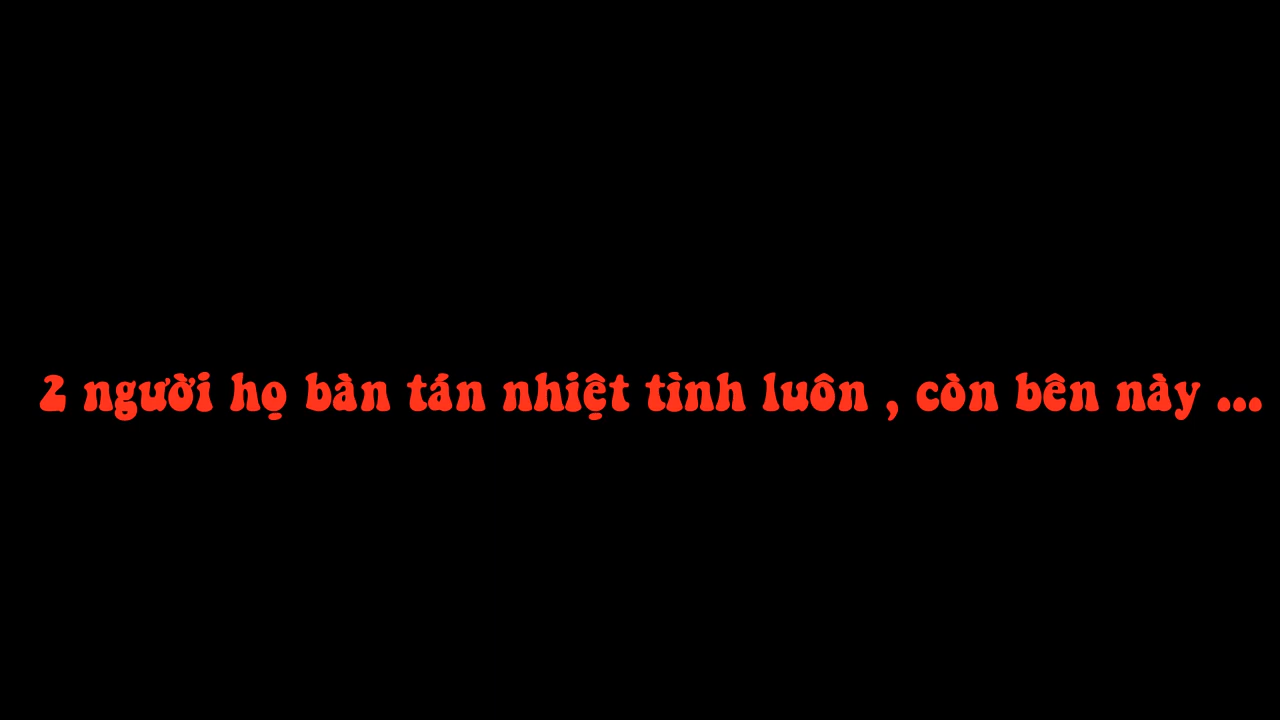 2 người họ bàn tán nhiệt tình luôn , còn bên này ...